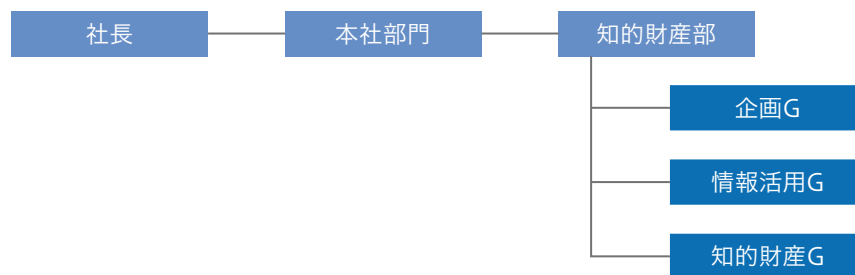 社長
本社部門
知的財産部
企画G
情報活用G
知的財産G